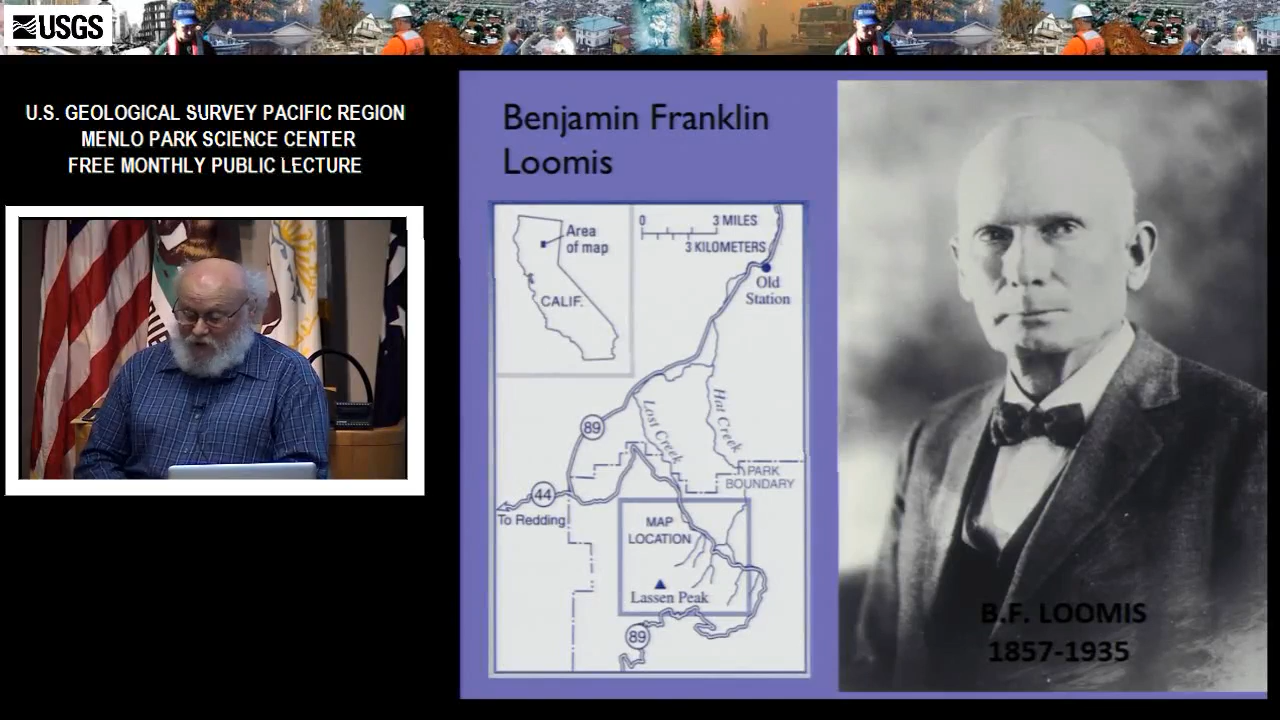 USGS
U.S. GEOLOGICAL SURVEY PACIFIC REGION
MENLO PARK SCIENCE CENTER
FREE MONTHLY PUBLIC LECTURE
Benjamin Franklin
Loomis
0 3 MILES
3 KILOMETERS
Area
of map
CALIF.
Old
Station
89
Lost Creek
Hat Creek
PARK
BOUNDARY
44
To Redding
MAP
LOCATION
Lassen Peak
89
B.F. LOOMIS
1857-1935